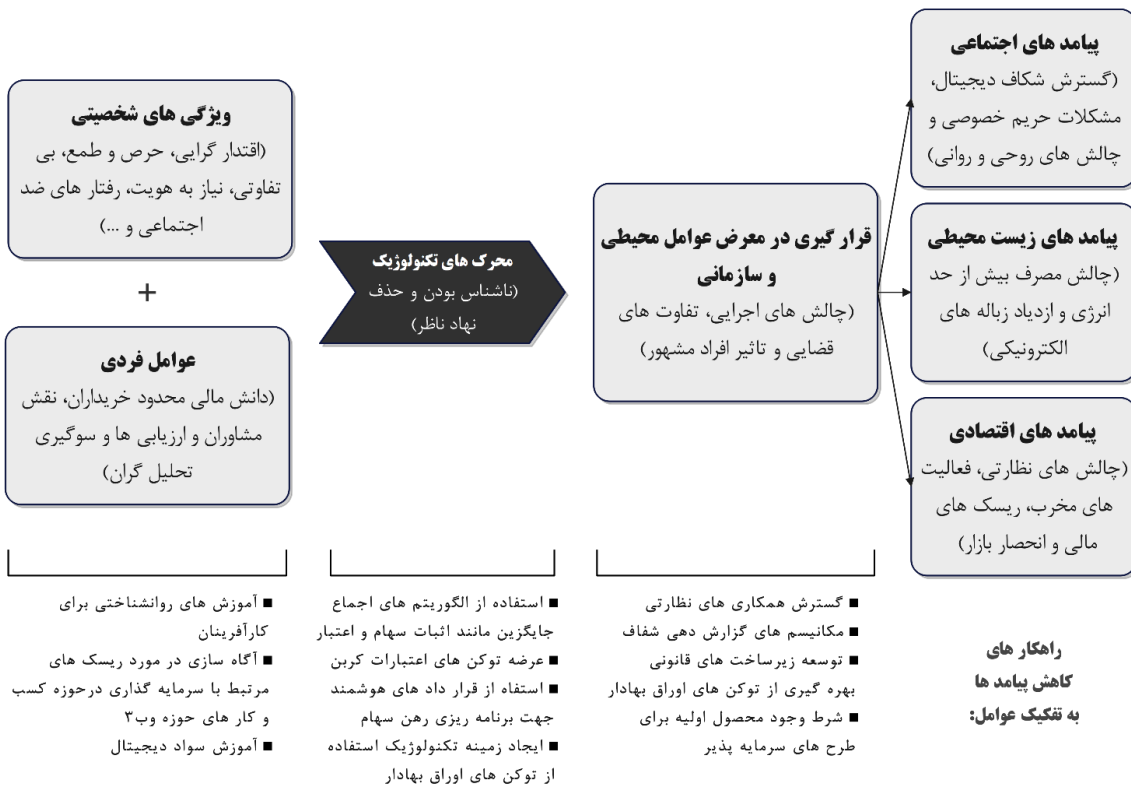 ویژگی های شخصیتی
(اقتدار گرایی، حرص و طمع، بی
تفاوتی، نیاز به هویت، رفتار های ضد
اجتماعی و ...)
+
عوامل فردی
(دانش مالی محدود خریداران، نقش
مشاوران و ارزیابی ها و سوگیری
تحلیل گران)
محرک های تکنولوژیک
(ناشناس بودن و حذف
نهاد ناظر)
قرار گیری در معرض عوامل محیطی
و سازمانی
(چالش های اجرایی، تفاوت های
قضایی و تاثیر افراد مشهور)
پیامد های اجتماعی
(گسترش شکاف دیجیتال،
مشکلات حریم خصوصی و
چالش های روحی و روانی)
پیامد های زیست محیطی
(چالش مصرف بیش از حد
انرژی و ازدیاد زباله های
الکترونیکی)
پیامد های اقتصادی
(چالش های نظارتی، فعالیت
های مخرب، ریسک های
مالی و انحصار بازار)
راهکار های
کاهش پیامد ها
به تفکیک عوامل:
■ گسترش همکاری های نظارتی
■ مکانیسم های گزارش دهی شفاف
■ توسعه زیرساخت های قانونی
بهره گیری از توکن های اوراق بهادار
■ شرط وجود محصول اولیه برای
طرح های سرمایه پذیر
■ استفاده از الگوریتم های اجماع
جایگزین مانند اثبات سهام و اعتبار
■ عرضه توکن های اعتبارات کربن
■ استفاه از قرار داد های هوشمند
جهت برنامه ریزی رهن سهام
■ ایجاد زمینه تکنولوژیک استفاده
از توکن های اوراق بهادار
■ آموزش های روانشناختی برای
کارآفرینان
■ آگاه سازی در مورد ریسک های
مرتبط با سرمایه گذاری درحوزه کسب
و کار های حوزه وب۳
■ آموزش سواد دیجیتال